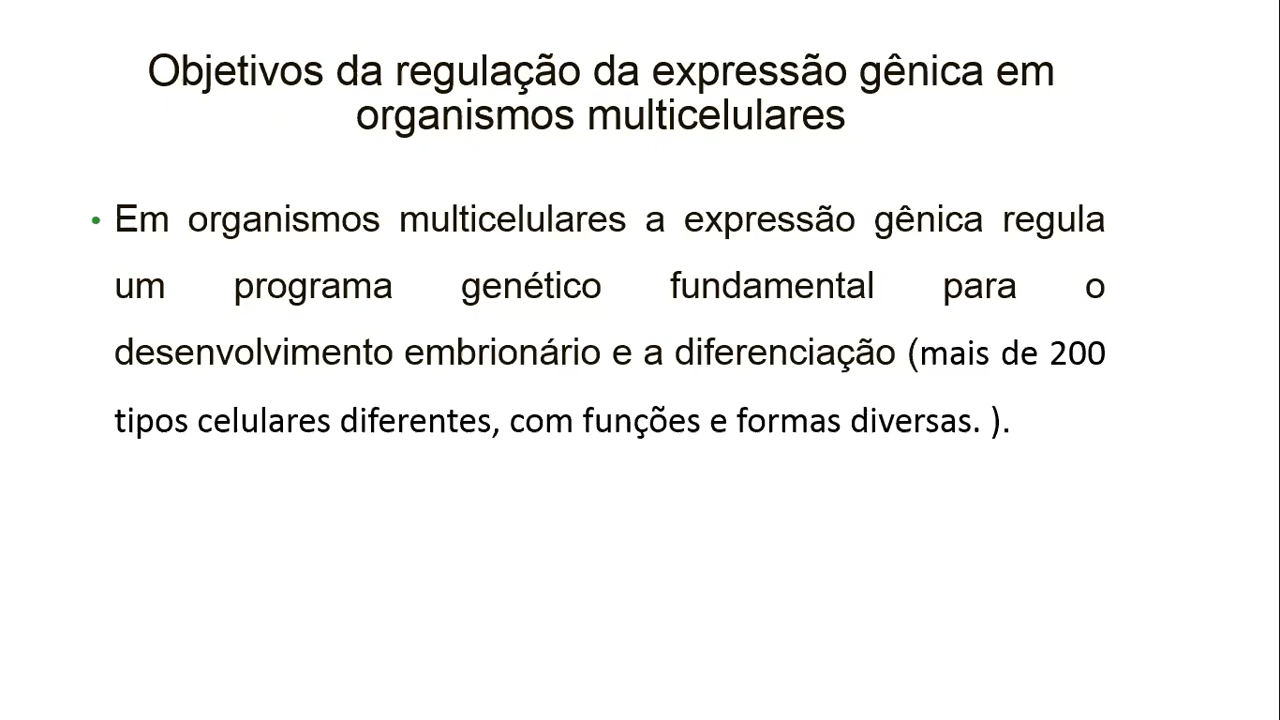 Objetivos da regulação da expressão gênica em
organismos multicelulares
• Em organismos multicelulares a expressão gênica regula
um programa genético fundamental para o
desenvolvimento embrionário e a diferenciação (mais de 200
tipos celulares diferentes, com funções e formas diversas. ).